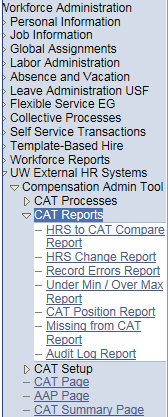 Workforce Administration
Personal Information
Job Information
Global Assignments
Labor Administration
Absence and Vacation
Leave Administration USF
Flexible Service EG
Collective Processes
Self Service Transactions
Template-Based Hire
Workforce Reports
UW External HR Systems
Compensation Admin Tool
CAT Processes
CAT Reports
HRS to CAT Compare
Report
HRS Change Report
Record Errors Report
Under Min / Over Max
Report
CAT Position Report
Missing from CAT
Report
Audit Log Report
CAT Setup
CAT Page
AAP Page
CAT Summary Page